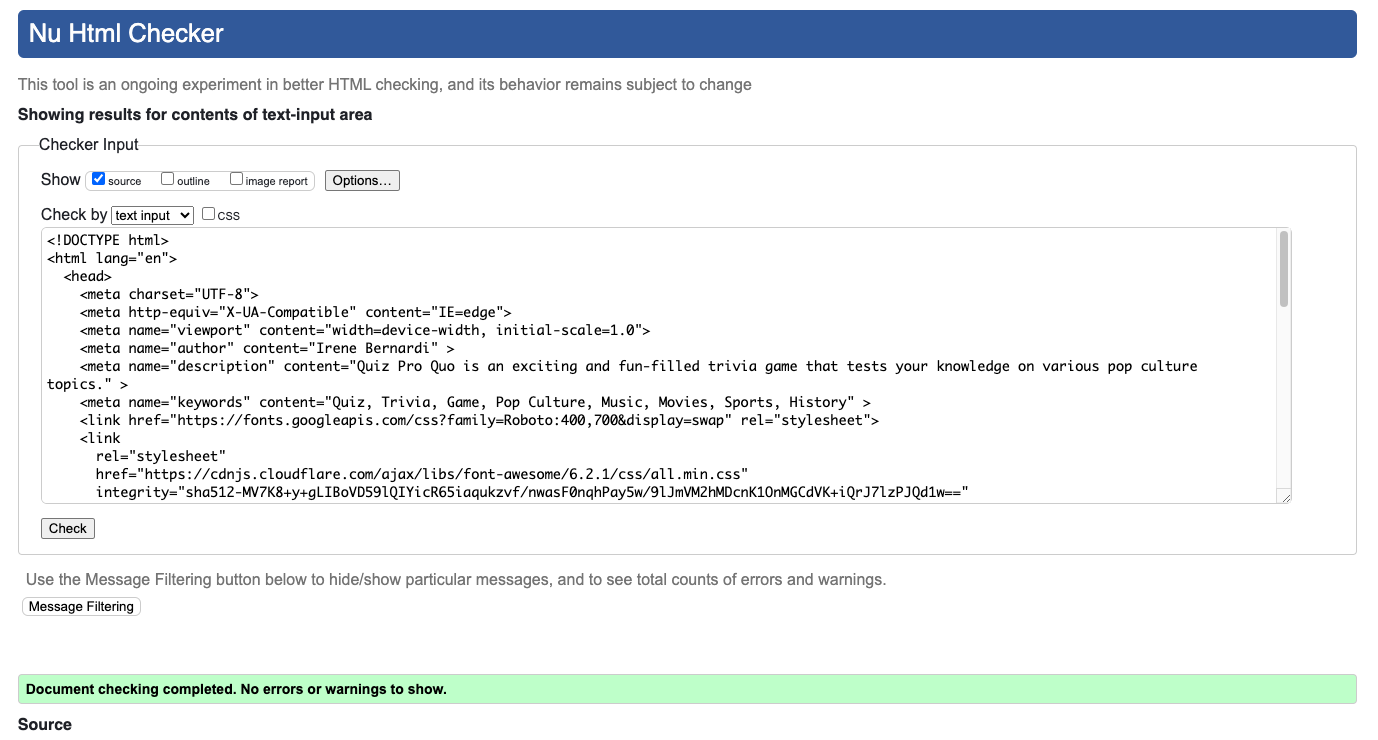 Nu Html Checker
This tool is an ongoing experiment in better HTML checking, and its behavior remains subject to change
Showing results for contents of text-input area
Checker Input
Show source outline image report Options...
Check by text input css
<!DOCTYPE html>
<html lang="en">
<head>
<meta charset="UTF-8">
<meta http-equiv="X-UA-Compatible" content="IE=edge">
<meta name="viewport" content="width=device-width, initial-scale=1.0">
<meta name="author" content="Irene Bernardi" >
<meta name="description" content="Quiz Pro Quo is an exciting and fun-filled trivia game that tests your knowledge on various pop culture
topics." >
<meta name="keywords" content="Quiz, Trivia, Game, Pop Culture, Music, Movies, Sports, History" >
<link href="https://fonts.googleapis.com/css?family=Roboto:400,700&display=swap" rel="stylesheet">
<link
rel="stylesheet"
href="https://cdnjs.cloudflare.com/ajax/libs/font-awesome/6.2.1/css/all.min.css"
integrity="sha512-MV7K8+y+gLIBoVD59lQIYicR65iaqukzvf/nwasF0nqhPay5w/9lJmVM2hMDcnK1OnMGCdVK+iQrJ7lzPJQd1w=="
Check
Use the Message Filtering button below to hide/show particular messages, and to see total counts of errors and warnings.
Message Filtering
Document checking completed. No errors or warnings to show.
Source